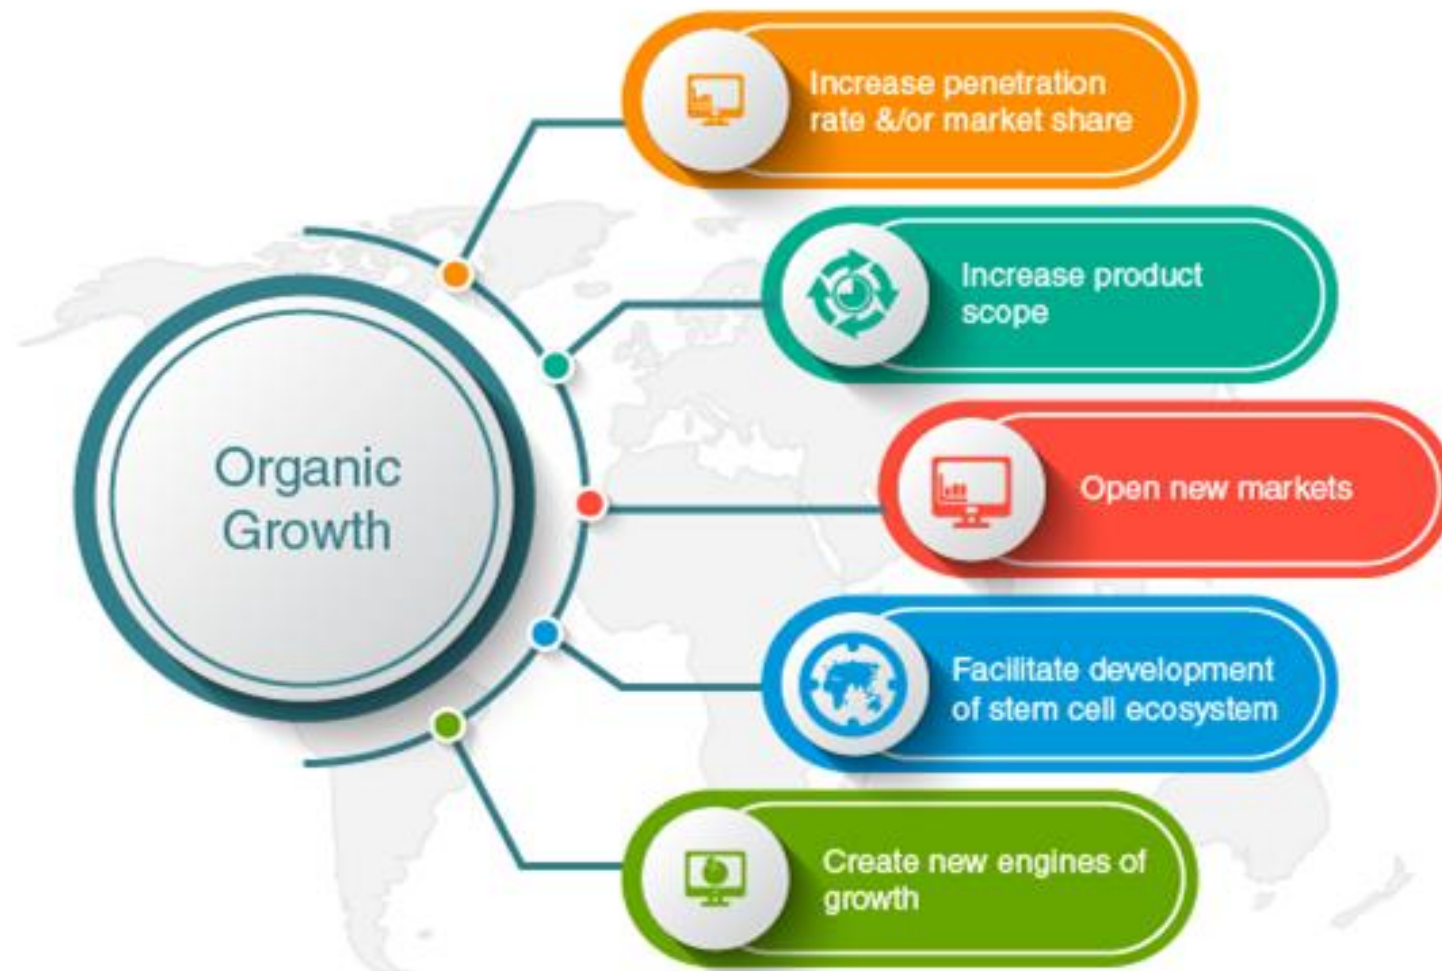 Organic
Growth
Increase penetration
rate &/or market share
Increase product
scope
Open new markets
Facilitate development
of stem cell ecosystem
Create new engines of
growth